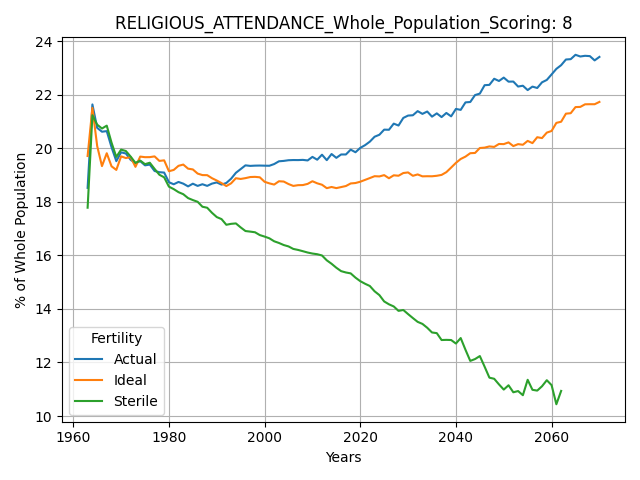 RELIGIOUS_ATTENDANCE_Whole_Population_Scoring: 8
24
22
20
18
16
14
12
10
% of Whole Population
Fertility
Actual
Ideal
Sterile
1960 1980 2000 2020 2040 2060
Years